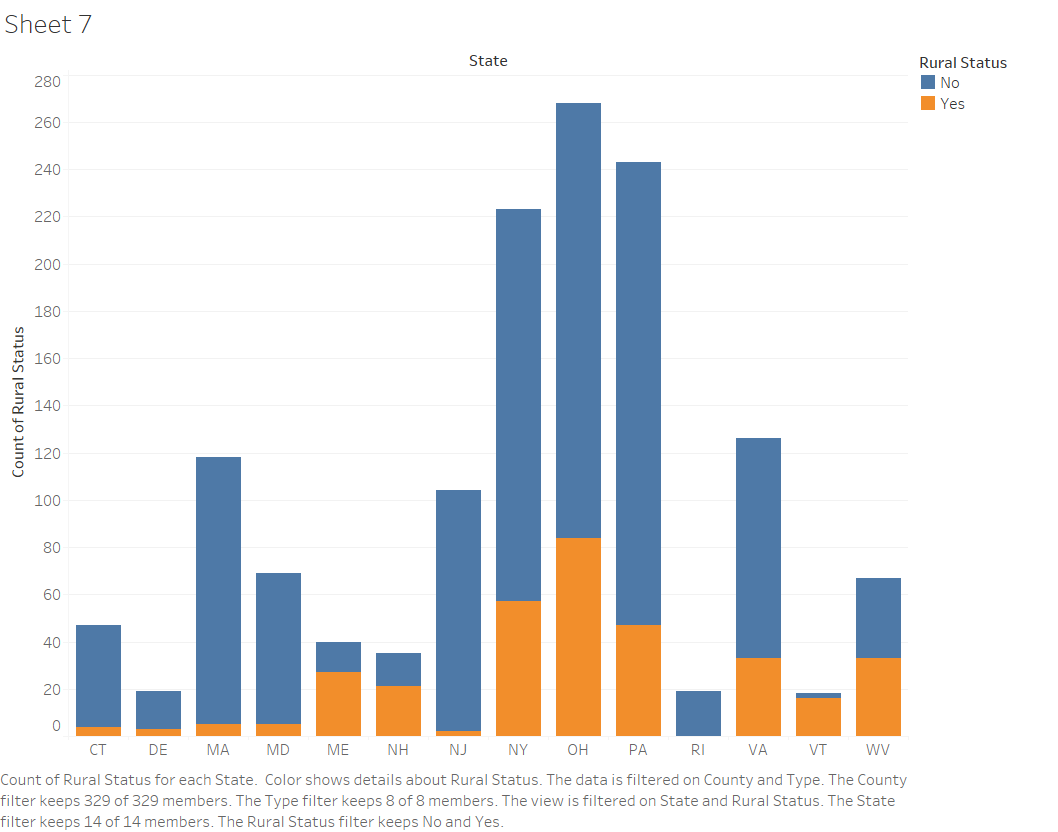 Sheet 7
State
Rural Status
No
Yes
280
260
240
220
200
180
160
140
120
100
80
60
40
20
0
Count of Rural Status
CT DE MA MD ME NH NJ NY OH PA RI VA VT WV
Count of Rural Status for each State.  Color shows details about Rural Status. The data is filtered on County and Type. The County
filter keeps 329 of 329 members. The Type filter keeps 8 of 8 members. The view is filtered on State and Rural Status. The State
filter keeps 14 of 14 members. The Rural Status filter keeps No and Yes.